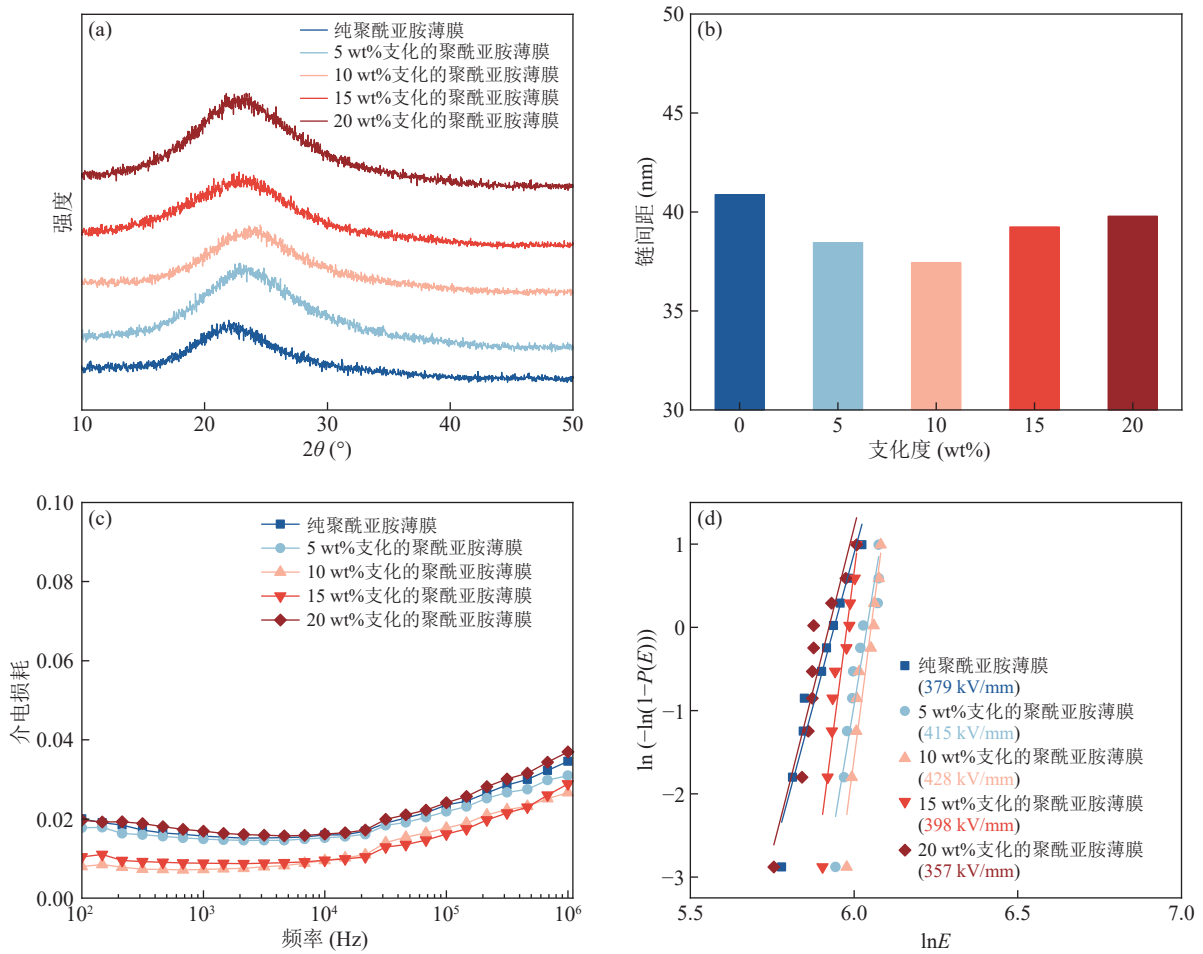 (a)
纯聚酰亚胺薄膜
5 wt%支化的聚酰亚胺薄膜
10 wt%支化的聚酰亚胺薄膜
15 wt%支化的聚酰亚胺薄膜
20 wt%支化的聚酰亚胺薄膜
强度
10 20 30 40 50
2θ (°)
(b)
链间距 (nm)
50
45
40
35
30
0 5 10 15 20
支化度 (wt%)
(c)
纯聚酰亚胺薄膜
5 wt%支化的聚酰亚胺薄膜
10 wt%支化的聚酰亚胺薄膜
15 wt%支化的聚酰亚胺薄膜
20 wt%支化的聚酰亚胺薄膜
介电损耗
0.10
0.08
0.06
0.04
0.02
0.00
10² 10³ 10⁴ 10⁵ 10⁶
频率 (Hz)
(d)
ln (−ln(1−P(E)))
1
0
−1
−2
−3
纯聚酰亚胺薄膜
(379 kV/mm)
5 wt%支化的聚酰亚胺薄膜
(415 kV/mm)
10 wt%支化的聚酰亚胺薄膜
(428 kV/mm)
15 wt%支化的聚酰亚胺薄膜
(398 kV/mm)
20 wt%支化的聚酰亚胺薄膜
(357 kV/mm)
5.5 6.0 6.5 7.0
lnE